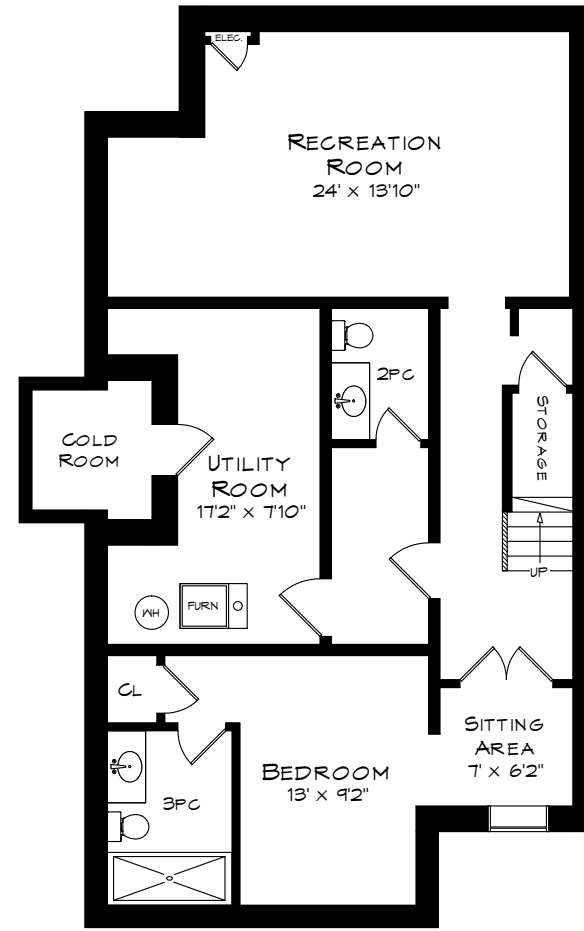 ELEC.
RECREATION
ROOM
24' x 13'10"
2PC
STORAGE
COLD
ROOM
UTILITY
ROOM
17'2" x 7'10"
UP
WH
FURN
CL
SITTING
AREA
7' x 6'2"
BEDROOM
13' x 9'2"
3PC